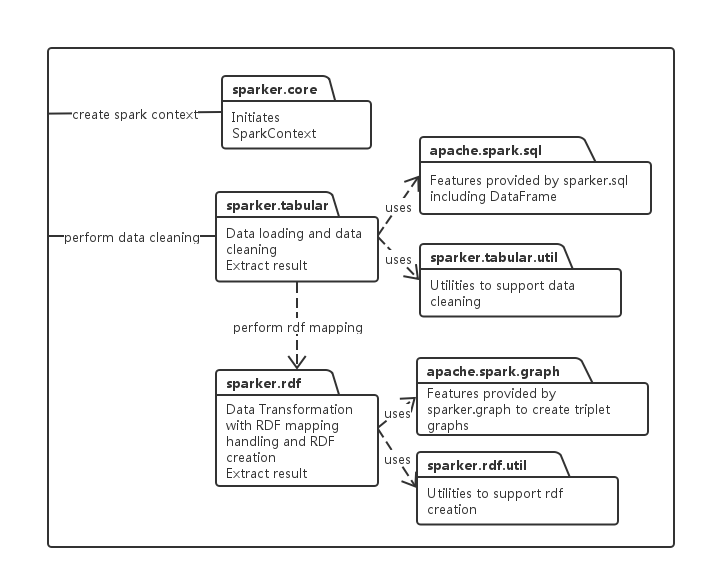 sparker.core
create spark context
Initiates
SparkContext
apache.spark.sql
Features provided by sparker.sql
including DataFrame
sparker.tabular
uses
perform data cleaning
Data loading and data
cleaning
Extract result
uses
sparker.tabular.util
Utilities to support data
cleaning
perform rdf mapping
sparker.rdf
apache.spark.graph
Features provided by
sparker.graph to create triplet
graphs
Data Transformation
with RDF mapping
handling and RDF
creation
Extract result
uses
uses
sparker.rdf.util
Utilities to support rdf
creation